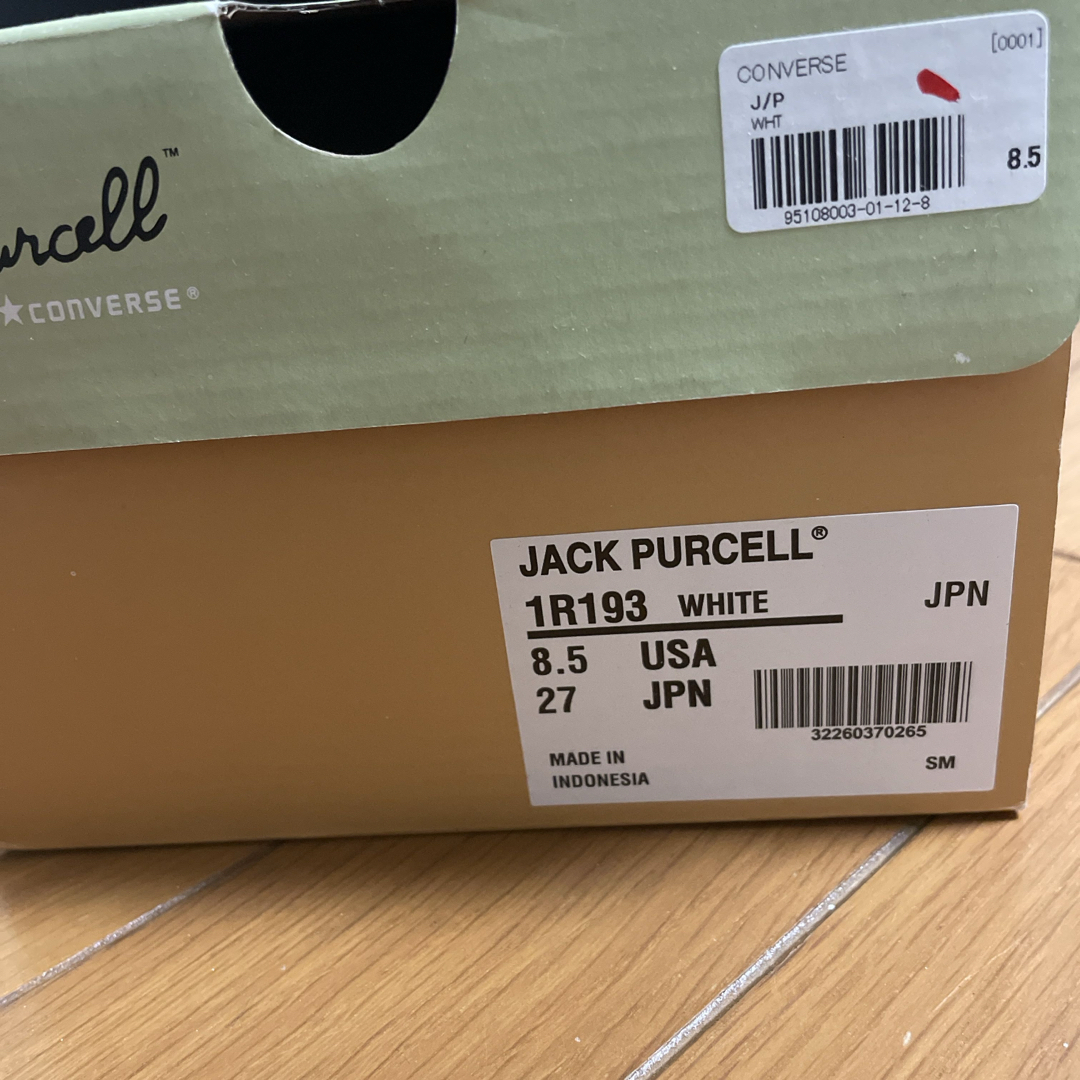 urcell™
★CONVERSE®
CONVERSE [0001]
J/P
WHT
8.5
95108003-01-12-8
JACK PURCELL®
1R193 WHITE JPN
8.5 USA
27 JPN
32260370265
MADE IN SM
INDONESIA